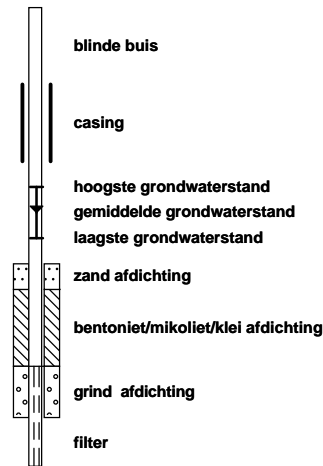 blinde buis
casing
hoogste grondwaterstand
gemiddelde grondwaterstand
laagste grondwaterstand
zand afdichting
bentoniet/mikoliet/klei afdichting
grind afdichting
filter